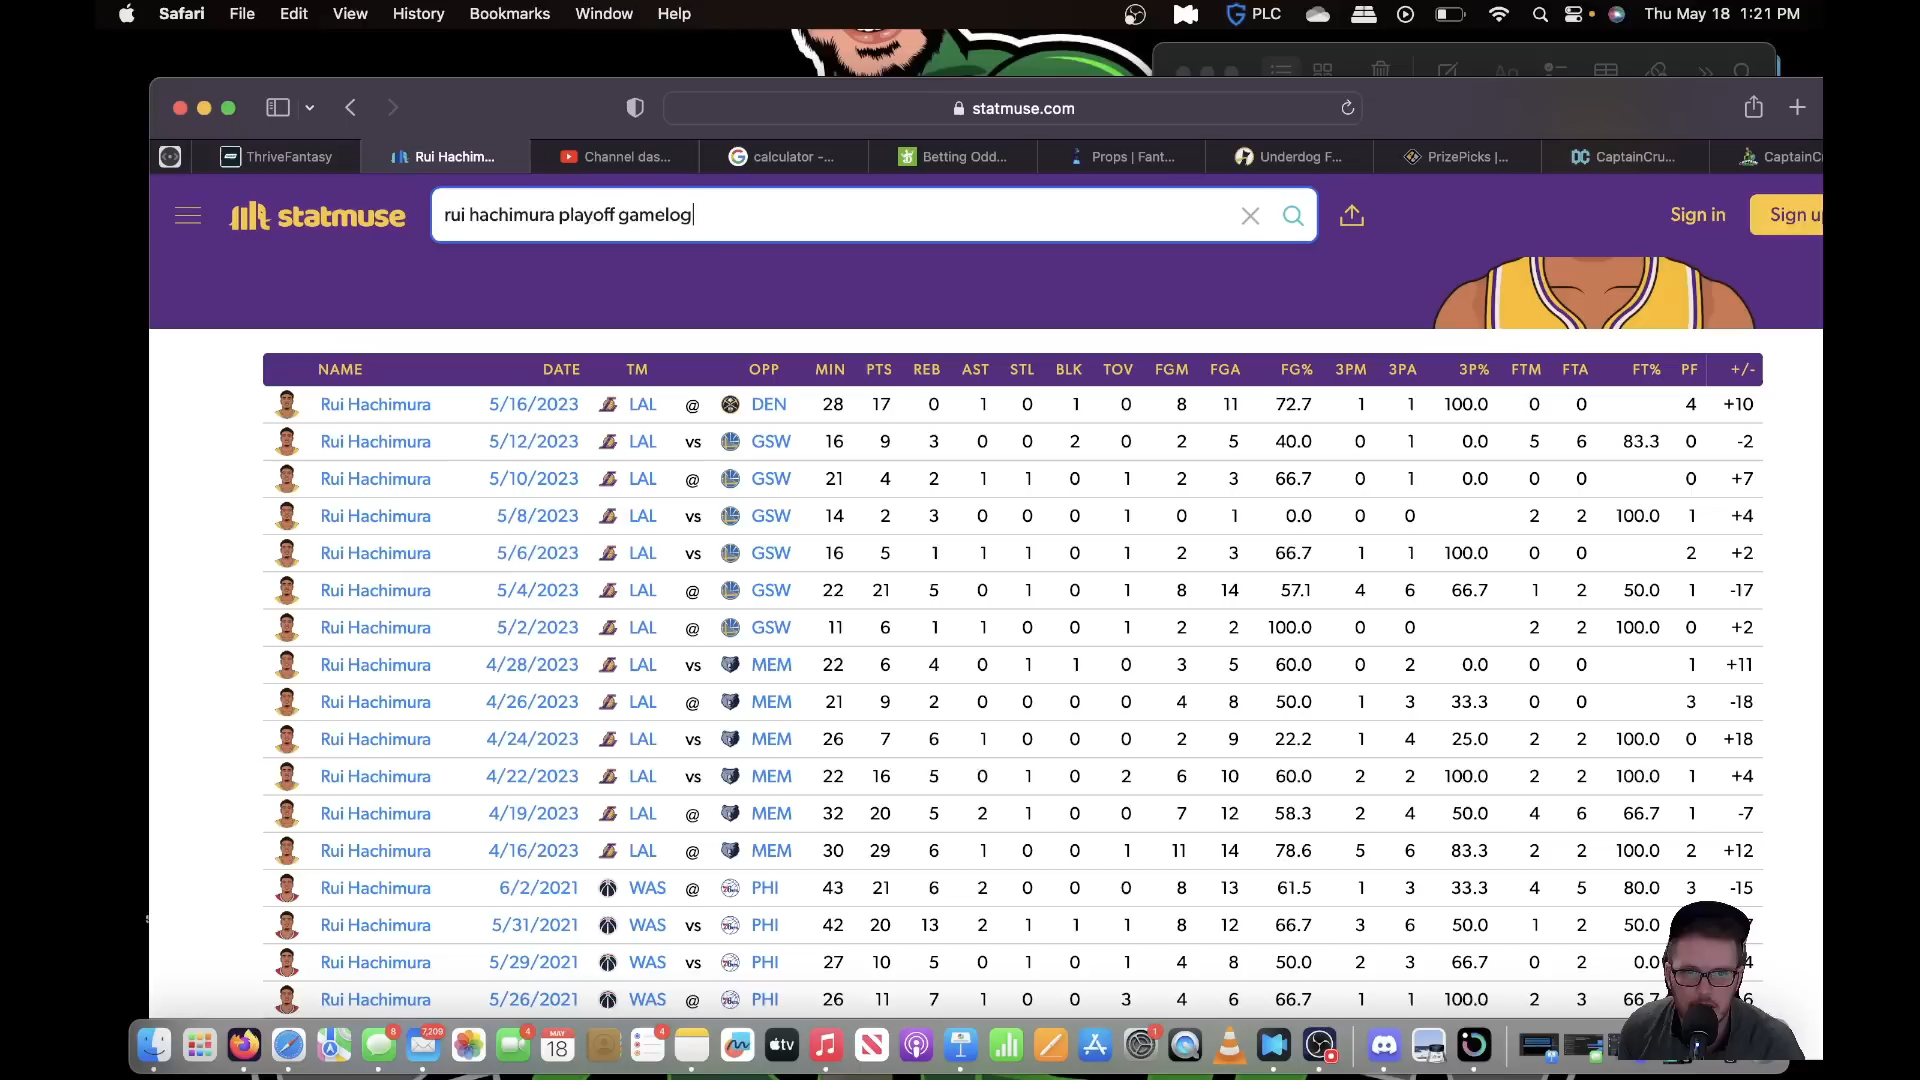 Safari File Edit View History Bookmarks Window Help PLC Thu May 18 1:21 PM
statmuse.com
ThriveFantasy Rui Hachim... Channel das... calculator -... Betting Odd... Props | Fant... Underdog F... PrizePicks |... CaptainCru... CaptainC
statmuse rui hachimura playoff gamelog Sign in Sign u
NAME DATE TM OPP MIN PTS REB AST STL BLK TOV FGM FGA FG% 3PM 3PA 3P% FTM FTA FT% PF +/-
Rui Hachimura 5/16/2023 LAL @ DEN 28 17 0 1 0 1 0 8 11 72.7 1 1 100.0 0 0 4 +10
Rui Hachimura 5/12/2023 LAL vs GSW 16 9 3 0 0 2 0 2 5 40.0 0 1 0.0 5 6 83.3 0 -2
Rui Hachimura 5/10/2023 LAL @ GSW 21 4 2 1 1 0 1 2 3 66.7 0 1 0.0 0 0 0 +7
Rui Hachimura 5/8/2023 LAL vs GSW 14 2 3 0 0 0 1 0 1 0.0 0 0 2 2 100.0 1 +4
Rui Hachimura 5/6/2023 LAL vs GSW 16 5 1 1 1 0 1 2 3 66.7 1 1 100.0 0 0 2 +2
Rui Hachimura 5/4/2023 LAL @ GSW 22 21 5 0 1 0 1 8 14 57.1 4 6 66.7 1 2 50.0 1 -17
Rui Hachimura 5/2/2023 LAL @ GSW 11 6 1 1 0 0 1 2 2 100.0 0 0 2 2 100.0 0 +2
Rui Hachimura 4/28/2023 LAL vs MEM 22 6 4 0 1 1 0 3 5 60.0 0 2 0.0 0 0 1 +11
Rui Hachimura 4/26/2023 LAL @ MEM 21 9 2 0 0 0 0 4 8 50.0 1 3 33.3 0 0 3 -18
Rui Hachimura 4/24/2023 LAL vs MEM 26 7 6 1 0 0 0 2 9 22.2 1 4 25.0 2 2 100.0 0 +18
Rui Hachimura 4/22/2023 LAL vs MEM 22 16 5 0 1 0 2 6 10 60.0 2 2 100.0 2 2 100.0 1 +4
Rui Hachimura 4/19/2023 LAL @ MEM 32 20 5 2 1 0 0 7 12 58.3 2 4 50.0 4 6 66.7 1 -7
Rui Hachimura 4/16/2023 LAL @ MEM 30 29 6 1 0 0 1 11 14 78.6 5 6 83.3 2 2 100.0 2 +12
Rui Hachimura 6/2/2021 WAS @ PHI 43 21 6 2 0 0 0 8 13 61.5 1 3 33.3 4 5 80.0 3 -15
Rui Hachimura 5/31/2021 WAS vs PHI 42 20 13 2 1 1 1 8 12 66.7 3 6 50.0 1 2 50.0
Rui Hachimura 5/29/2021 WAS vs PHI 27 10 5 0 1 0 1 4 8 50.0 2 3 66.7 0 2 0.0 4
Rui Hachimura 5/26/2021 WAS @ PHI 26 11 7 1 0 0 3 4 6 66.7 1 1 100.0 2 3 66.7 6
8 7,209 4 MAY 18 4 tv 1